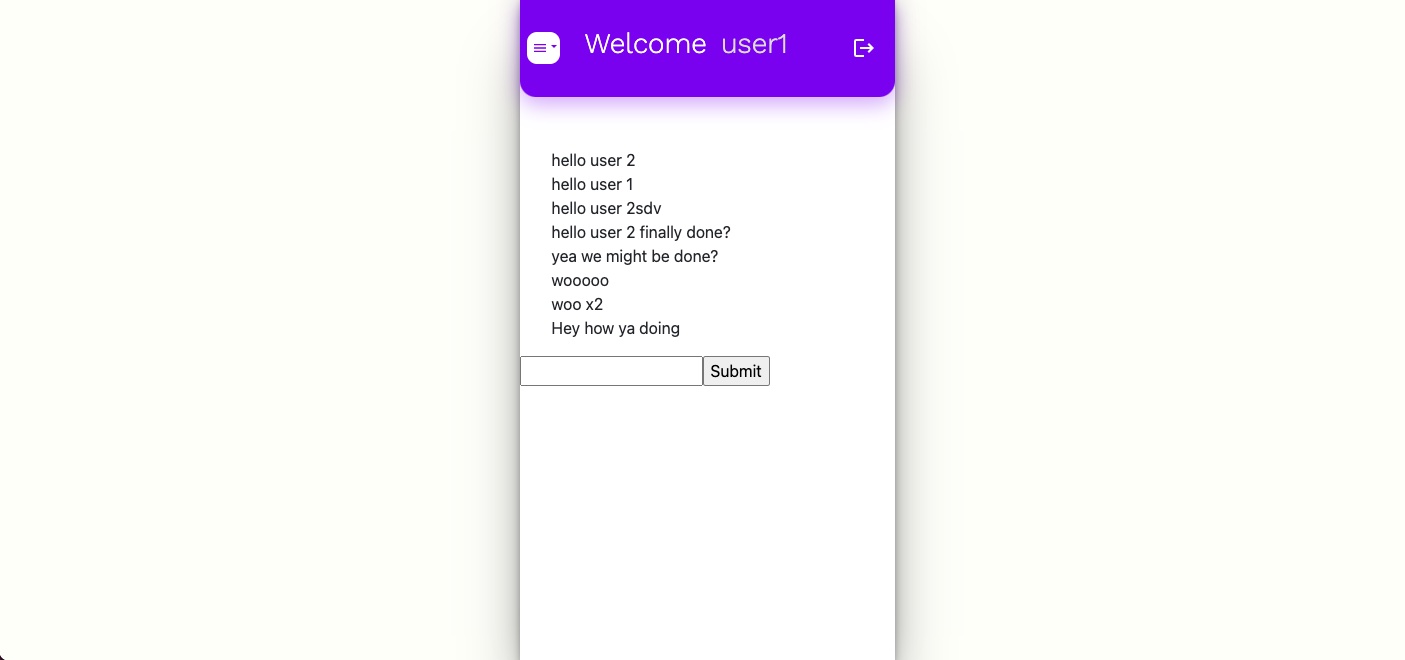 Welcome user1
hello user 2
hello user 1
hello user 2sdv
hello user 2 finally done?
yea we might be done?
wooooo
woo x2
Hey how ya doing
Submit